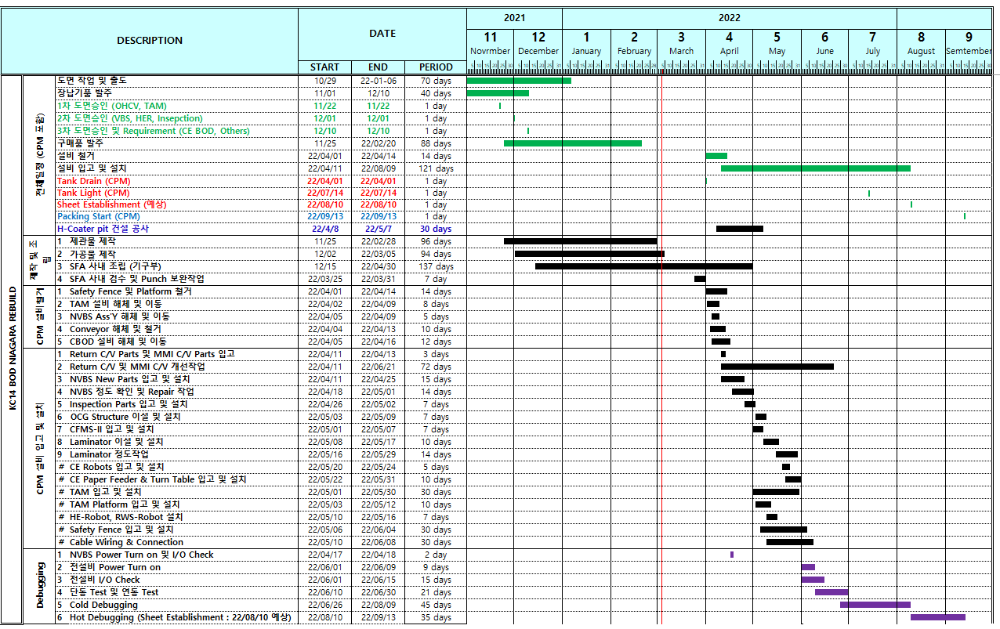 2021 2022
DESCRIPTION DATE
11 12 1 2 3 4 5 6 7 8 9
Novrmber December January February March April May June July August Semtember
START END PERIOD
KC14 BOD NIAGARA REBUILD
전체일정 (CPM 포함)
도면 작업 및 출도 10/29 22-01-06 70 days
장납기품 발주 11/01 12/10 40 days
1차 도면승인 (OHCV, TAM) 11/22 11/22 1 day
2차 도면승인 (VBS, HER, Insepction) 12/01 12/01 1 day
3차 도면승인 및 Requirement (CE BOD, Others) 12/10 12/10 1 day
구매품 발주 11/25 22/02/20 88 days
설비 철거 22/04/01 22/04/14 14 days
설비 입고 및 설치 22/04/11 22/08/09 121 days
Tank Drain (CPM) 22/04/01 22/04/01 1 day
Tank Light (CPM) 22/07/14 22/07/14 1 day
Sheet Establishment (예상) 22/08/10 22/08/10 1 day
Packing Start (CPM) 22/09/13 22/09/13 1 day
H-Coater pit 건설 공사 22/4/8 22/5/7 30 days
제작 및 조립
1 제관물 제작 11/25 22/02/28 96 days
2 가공물 제작 12/02 22/03/05 94 days
3 SFA 사내 조립 (기구부) 12/15 22/04/30 137 days
4 SFA 사내 검수 및 Punch 보완작업 22/03/25 22/03/31 7 day
CPM 설비철거
1 Safety Fence 및 Platform 철거 22/04/01 22/04/14 14 days
2 TAM 설비 해체 및 이동 22/04/02 22/04/09 8 days
3 NVBS Ass'Y 해체 및 이동 22/04/05 22/04/09 5 days
4 Conveyor 해체 및 철거 22/04/04 22/04/13 10 days
5 CBOD 설비 해체 및 이동 22/04/05 22/04/16 12 days
CPM 설비 입고 및 설치
1 Return C/V Parts 및 MMI C/V Parts 입고 22/04/11 22/04/13 3 days
2 Return C/V 및 MMI C/V 개선작업 22/04/11 22/06/21 72 days
3 NVBS New Parts 입고 및 설치 22/04/11 22/04/25 15 days
4 NVBS 정도 확인 및 Repair 작업 22/04/18 22/05/01 14 days
5 Inspection Parts 입고 및 설치 22/04/26 22/05/02 7 days
6 OCG Structure 이설 및 설치 22/05/03 22/05/09 7 days
7 CFMS-II 입고 및 설치 22/05/01 22/05/07 7 days
8 Laminator 이설 및 설치 22/05/08 22/05/17 10 days
9 Laminator 정도작업 22/05/16 22/05/29 14 days
# CE Robots 입고 및 설치 22/05/20 22/05/24 5 days
# CE Paper Feeder & Turn Table 입고 및 설치 22/05/22 22/05/31 10 days
# TAM 입고 및 설치 22/05/01 22/05/30 30 days
# TAM Platform 입고 및 설치 22/05/03 22/05/12 10 days
# HE-Robot, RWS-Robot 설치 22/05/10 22/05/16 7 days
# Safety Fence 입고 및 설치 22/05/06 22/06/04 30 days
# Cable Wiring & Connection 22/05/10 22/06/08 30 days
Debugging
1 NVBS Power Turn on 및 I/O Check 22/04/17 22/04/18 2 day
2 전설비 Power Turn on 22/06/01 22/06/09 9 days
3 전설비 I/O Check 22/06/01 22/06/15 15 days
4 단동 Test 및 연동 Test 22/06/10 22/06/30 21 days
5 Cold Debugging 22/06/26 22/08/09 45 days
6 Hot Debugging (Sheet Establishment : 22/08/10 예상) 22/08/10 22/09/13 35 days